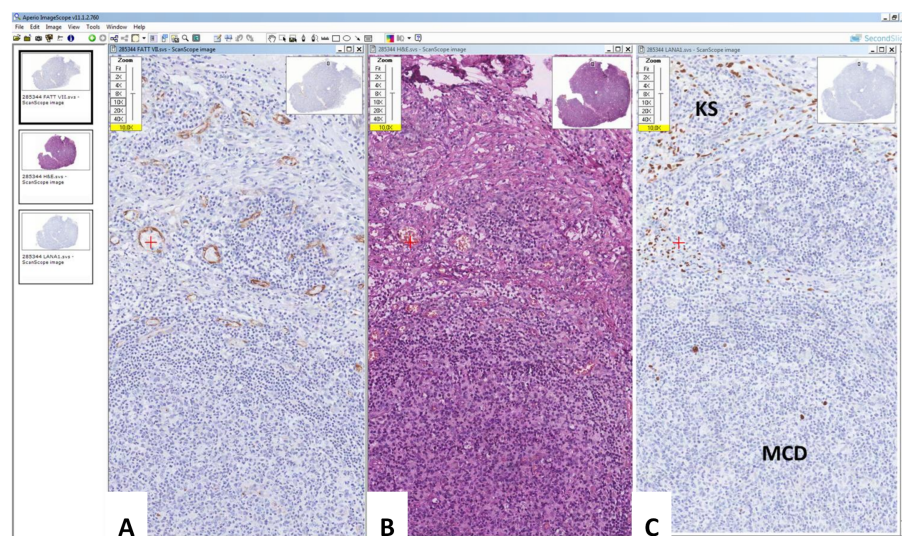 Aperio ImageScope v11.1.2.760
File Edit Image View Tools Window Help
SecondSlide
285344 FATT VII.svs -
ScanScope image
285344 H&E.svs -
ScanScope image
285344 LANA1.svs -
ScanScope image
285344 FATT VII.svs - ScanScope image
Zoom
Fit
2X
4X
8X
10X
20X
40X
10.0X
A
285344 H&E.svs - ScanScope image
Zoom
Fit
2X
4X
8X
10X
20X
40X
10.0X
B
285344 LANA1.svs - ScanScope image
Zoom
Fit
2X
4X
8X
10X
20X
40X
10.0X
KS
MCD
C